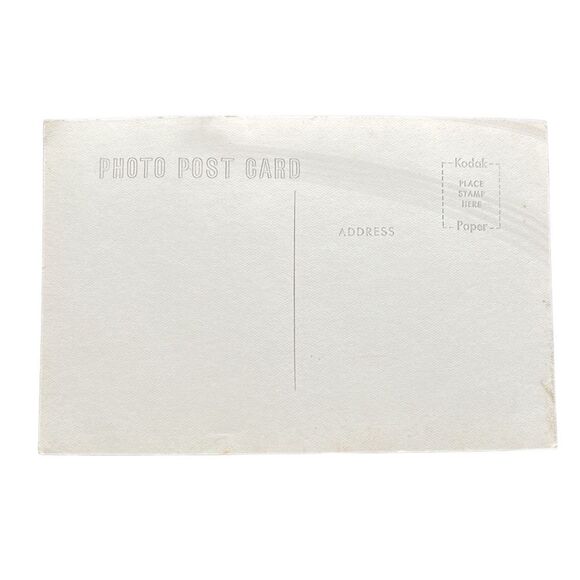 PHOTO POST CARD
Kodak
PLACE
STAMP
HERE
Paper
ADDRESS